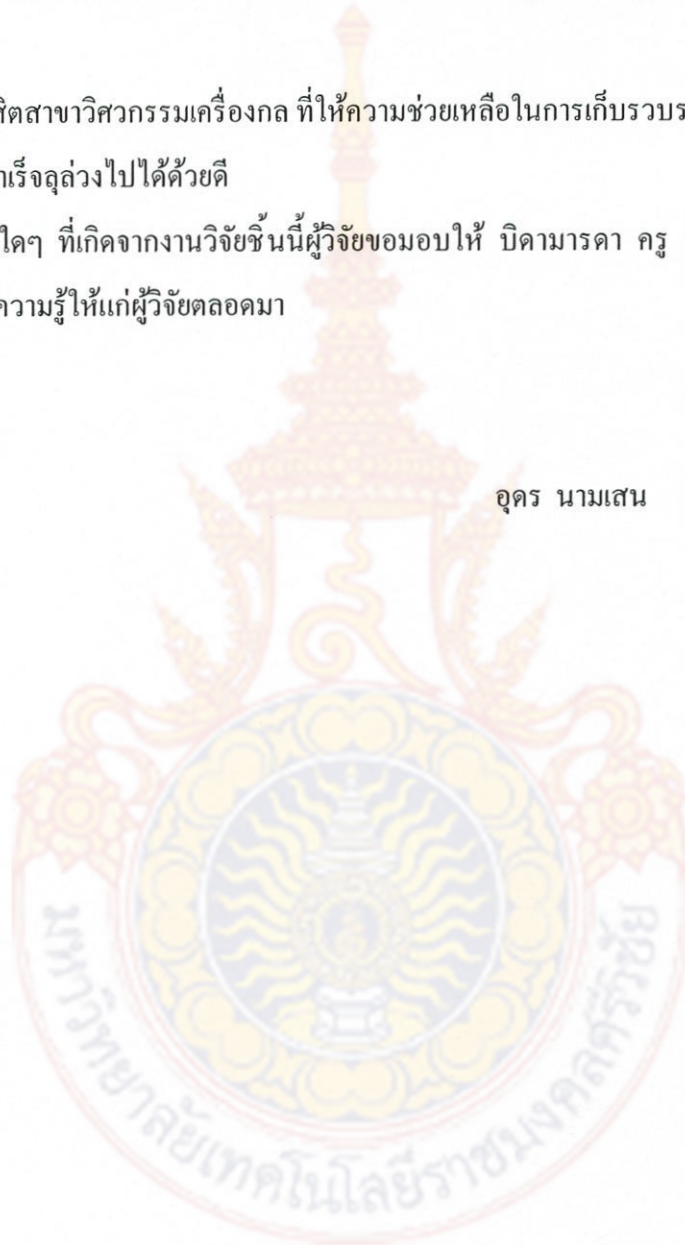 สิตสาขาวิศวกรรมเครื่องกล ที่ให้ความช่วยเหลือในการเก็บรวบร
าเร็จลุล่วงไปได้ด้วยดี
ใดๆ ที่เกิดจากงานวิจัยชิ้นนี้ผู้วิจัยขอมอบให้ บิดามารดา ครู
ความรู้ให้แก่ผู้วิจัยตลอดมา
อุดร นามเสน
มหาวิทยาลัยเทคโนโลยีราชมงคลศรีวิชัย